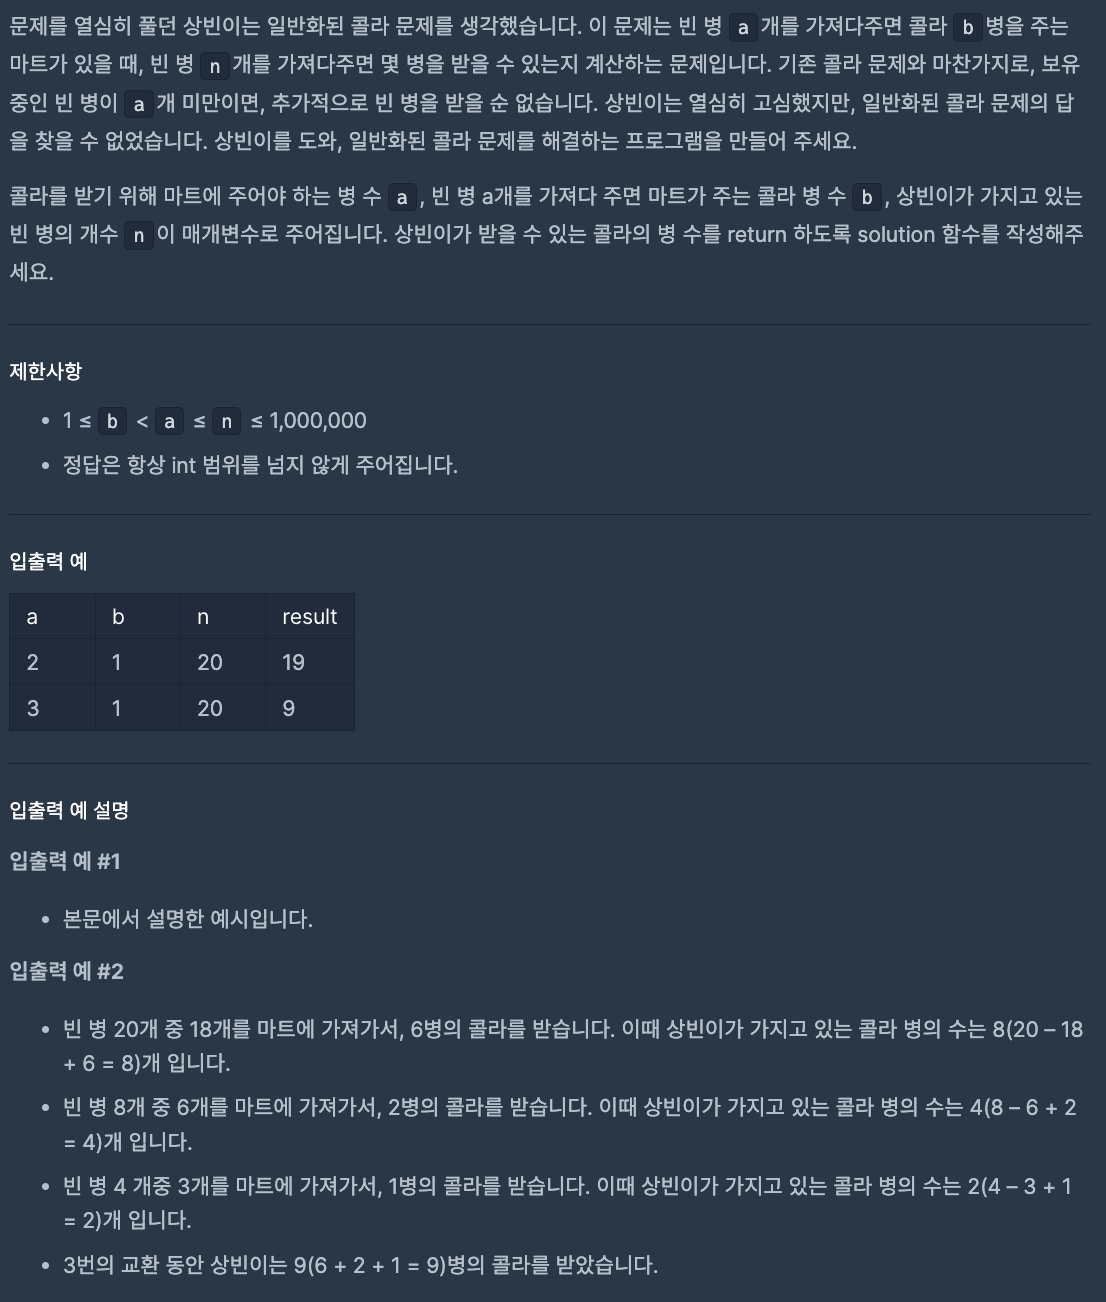 문제를 열심히 풀던 상빈이는 일반화된 콜라 문제를 생각했습니다. 이 문제는 빈 병 a개를 가져다주면 콜라 b병을 주는
마트가 있을 때, 빈 병 n개를 가져다주면 몇 병을 받을 수 있는지 계산하는 문제입니다. 기존 콜라 문제와 마찬가지로, 보유
중인 빈 병이 a개 미만이면, 추가적으로 빈 병을 받을 순 없습니다. 상빈이는 열심히 고심했지만, 일반화된 콜라 문제의 답
을 찾을 수 없었습니다. 상빈이를 도와, 일반화된 콜라 문제를 해결하는 프로그램을 만들어 주세요.
콜라를 받기 위해 마트에 주어야 하는 병 수 a, 빈 병 a개를 가져다 주면 마트가 주는 콜라 병 수 b, 상빈이가 가지고 있는
빈 병의 개수 n이 매개변수로 주어집니다. 상빈이가 받을 수 있는 콜라의 병 수를 return 하도록 solution 함수를 작성해주
세요.
제한사항
• 1 ≤ b < a ≤ n ≤ 1,000,000
• 정답은 항상 int 범위를 넘지 않게 주어집니다.
입출력 예
a b n result
2 1 20 19
3 1 20 9
입출력 예 설명
입출력 예 #1
• 본문에서 설명한 예시입니다.
입출력 예 #2
• 빈 병 20개 중 18개를 마트에 가져가서, 6병의 콜라를 받습니다. 이때 상빈이가 가지고 있는 콜라 병의 수는 8(20 – 18
+ 6 = 8)개 입니다.
• 빈 병 8개 중 6개를 마트에 가져가서, 2병의 콜라를 받습니다. 이때 상빈이가 가지고 있는 콜라 병의 수는 4(8 – 6 + 2
= 4)개 입니다.
• 빈 병 4 개중 3개를 마트에 가져가서, 1병의 콜라를 받습니다. 이때 상빈이가 가지고 있는 콜라 병의 수는 2(4 – 3 + 1
= 2)개 입니다.
• 3번의 교환 동안 상빈이는 9(6 + 2 + 1 = 9)병의 콜라를 받았습니다.